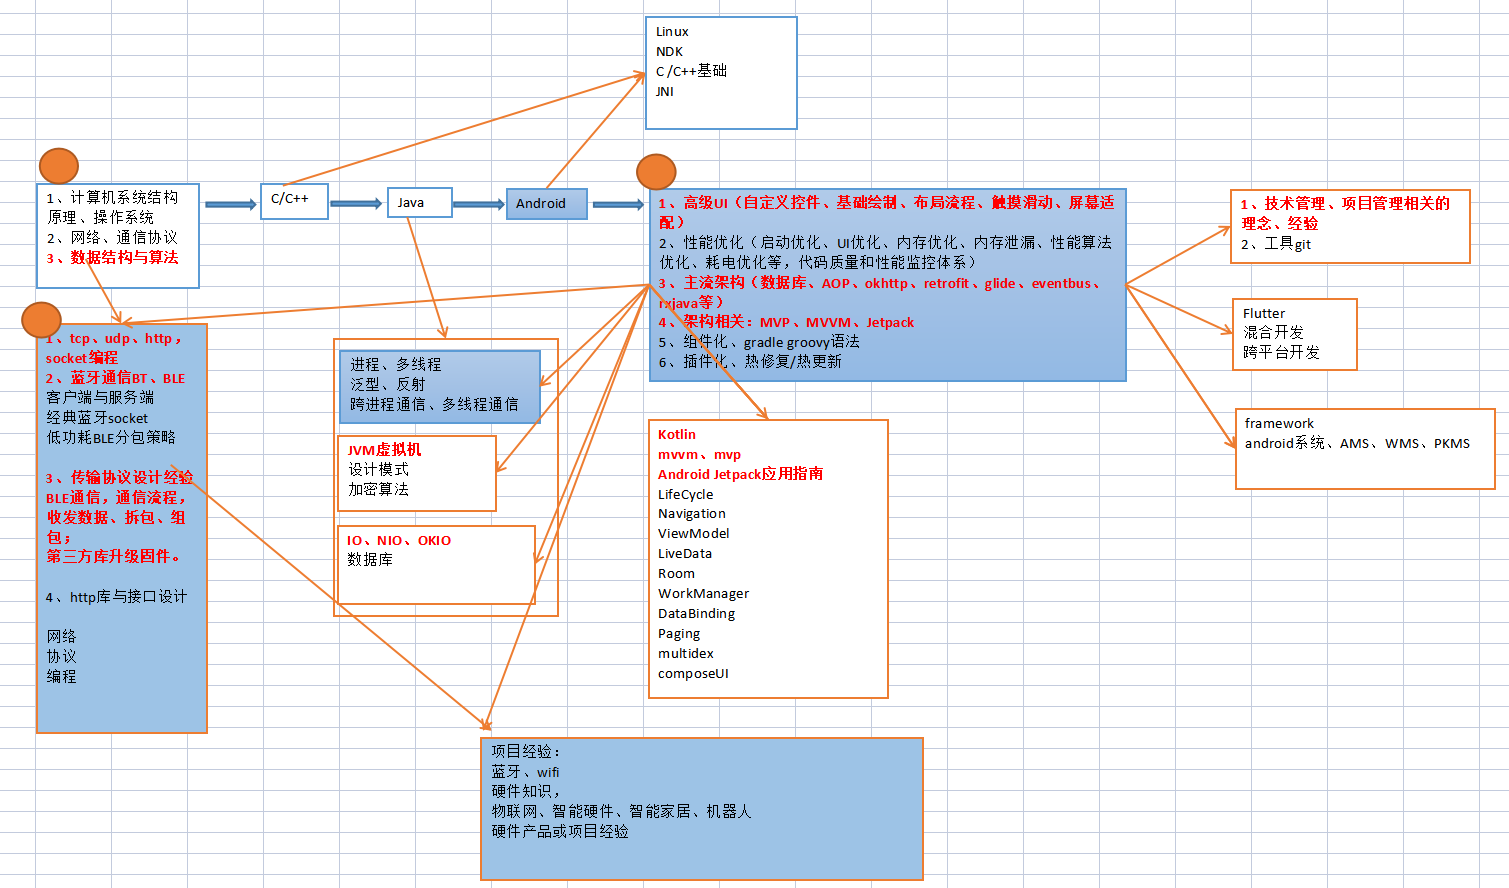 Linux
NDK
C /C++基础
JNI
1、计算机系统结构
原理、操作系统
2、网络、通信协议
3、数据结构与算法
C/C++
Java
Android
1、高级UI（自定义控件、基础绘制、布局流程、触摸滑动、屏幕适
配）
2、性能优化（启动优化、UI优化、内存优化、内存泄漏、性能算法
优化、耗电优化等，代码质量和性能监控体系）
3、主流架构（数据库、AOP、okhttp、retrofit、glide、eventbus、
rxjava等）
4、架构相关：MVP、MVVM、Jetpack
5、组件化、gradle groovy语法
6、插件化、热修复/热更新
1、技术管理、项目管理相关的
理念、经验
2、工具git
Flutter
混合开发
跨平台开发
framework
android系统、AMS、WMS、PKMS
1、tcp、udp、http，
socket编程
2、蓝牙通信BT、BLE
客户端与服务端
经典蓝牙socket
低功耗BLE分包策略
3、传输协议设计经验
BLE通信，通信流程，
收发数据、拆包、组
包；
第三方库升级固件。
4、http库与接口设计
网络
协议
编程
进程、多线程
泛型、反射
跨进程通信、多线程通信
JVM虚拟机
设计模式
加密算法
IO、NIO、OKIO
数据库
Kotlin
mvvm、mvp
Android Jetpack应用指南
LifeCycle
Navigation
ViewModel
LiveData
Room
WorkManager
DataBinding
Paging
multidex
composeUI
项目经验：
蓝牙、wifi
硬件知识，
物联网、智能硬件、智能家居、机器人
硬件产品或项目经验